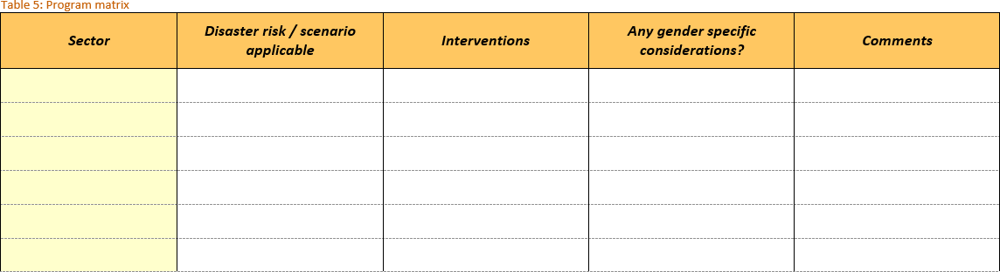 Table 5: Program matrix
Sector
Disaster risk / scenario
applicable
Interventions
Any gender specific
considerations?
Comments